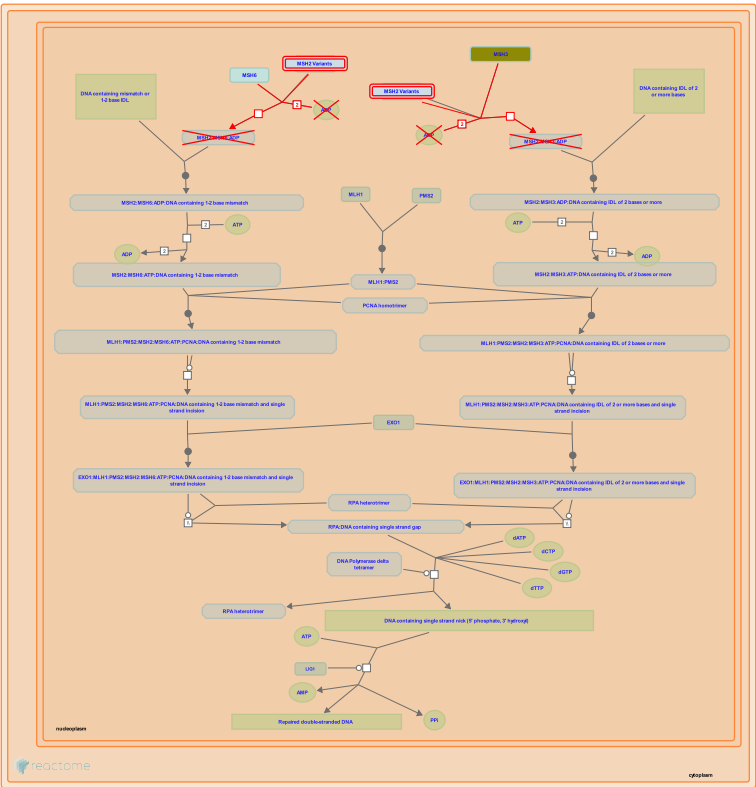 MSH3
MSH2 Variants
MSH6
DNA containing mismatch or
1-2 base IDL
DNA containing IDL of 2
or more bases
MSH2 Variants
2
ADP
2
ADP
MSH2:MSH6:ADP
MSH2:MSH3:ADP
MLH1
PMS2
MSH2:MSH6:ADP:DNA containing 1-2 base mismatch
MSH2:MSH3:ADP:DNA containing IDL of 2 bases or more
2
ATP
ATP
2
ADP
2
2
ADP
MSH2:MSH6:ATP:DNA containing 1-2 base mismatch
MSH2:MSH3:ATP:DNA containing IDL of 2 bases or more
MLH1:PMS2
PCNA homotrimer
MLH1:PMS2:MSH2:MSH6:ATP:PCNA:DNA containing 1-2 base mismatch
MLH1:PMS2:MSH2:MSH3:ATP:PCNA:DNA containing IDL of 2 bases or more
MLH1:PMS2:MSH2:MSH6:ATP:PCNA:DNA containing 1-2 base mismatch and single
strand incision
MLH1:PMS2:MSH2:MSH3:ATP:PCNA:DNA containing IDL of 2 or more bases and single
strand incision
EXO1
EXO1:MLH1:PMS2:MSH2:MSH6:ATP:PCNA:DNA containing 1-2 base mismatch and single
strand incision
EXO1:MLH1:PMS2:MSH2:MSH3:ATP:PCNA:DNA containing IDL of 2 or more bases and single
strand incision
RPA heterotrimer
RPA:DNA containing single strand gap
dATP
dCTP
dGTP
dTTP
DNA Polymerase delta
tetramer
RPA heterotrimer
DNA containing single strand nick (5' phosphate, 3' hydroxyl)
ATP
LIG1
AMP
PPi
Repaired double-stranded DNA
nucleoplasm
reactome
cytoplasm